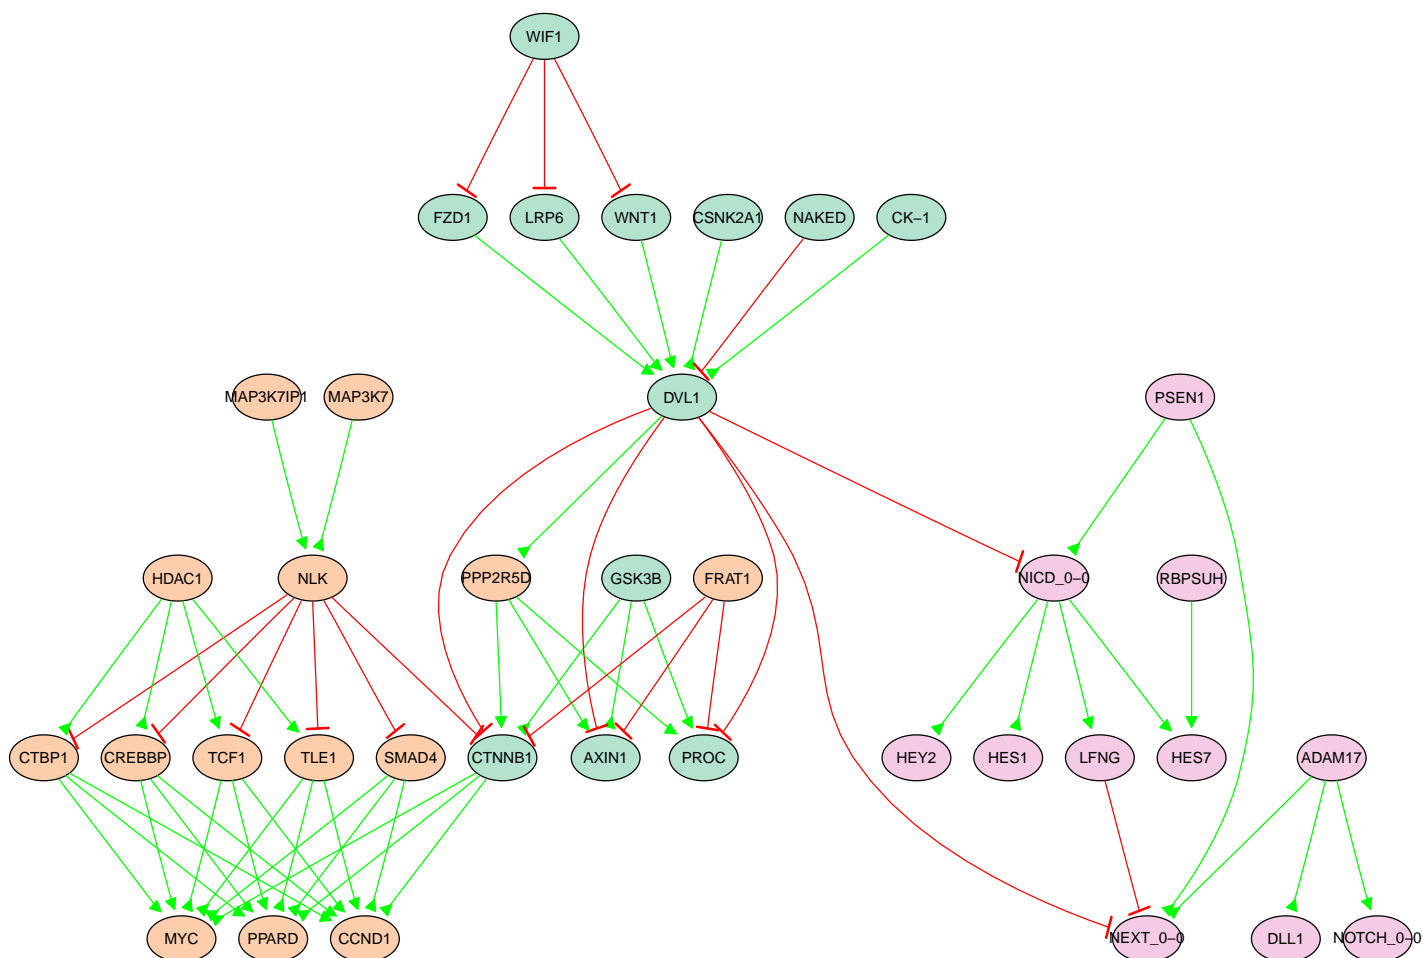 WIF1
FZD1
LRP6
WNT1
CSNK2A1
NAKED
CK−1
MAP3K7IP1
MAP3K7
DVL1
PSEN1
HDAC1
NLK
PPP2R5D
GSK3B
FRAT1
NICD_0−0
RBPSUH
CTBP1
CREBBP
TCF1
TLE1
SMAD4
CTNNB1
AXIN1
PROC
HEY2
HES1
LFNG
HES7
ADAM17
MYC
PPARD
CCND1
NEXT_0−0
DLL1
NOTCH_0−0